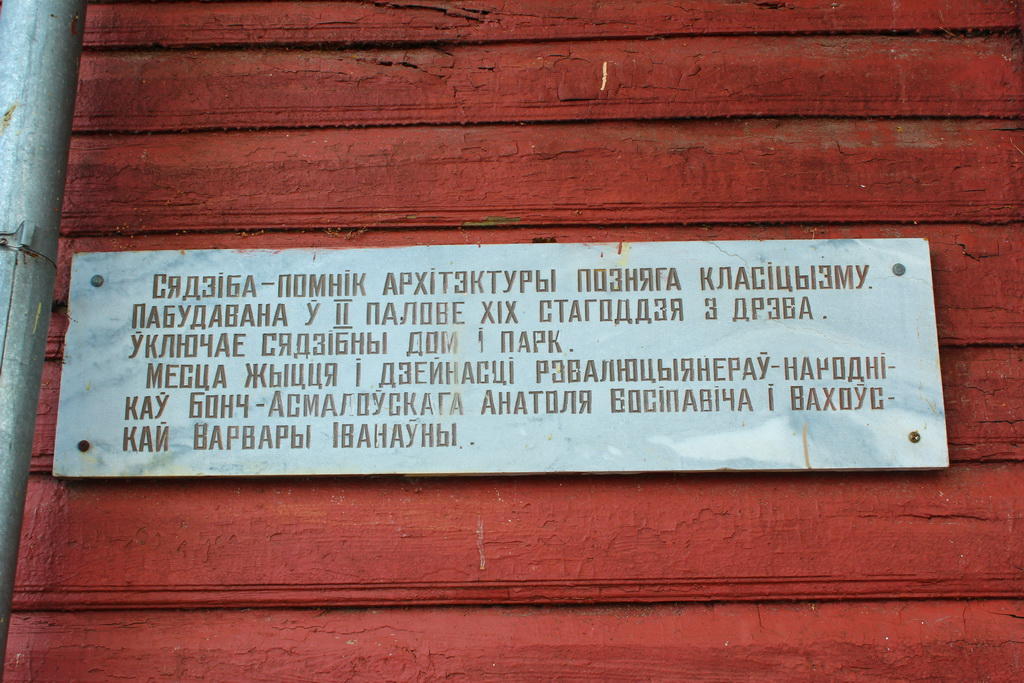 Сядзіба-помнік архітэктуры позняга класіцызму.
Пабудавана ў II палове XIX стагоддзя з дрэва.
Уключае сядзібны дом і парк.
Месца жыцця і дзейнасці рэвалюцыянераў-народні-
каў Бонч-Асмалоўскага Анатоля Восіпавіча і Вахоўс-
кай Варвары Іванаўны.